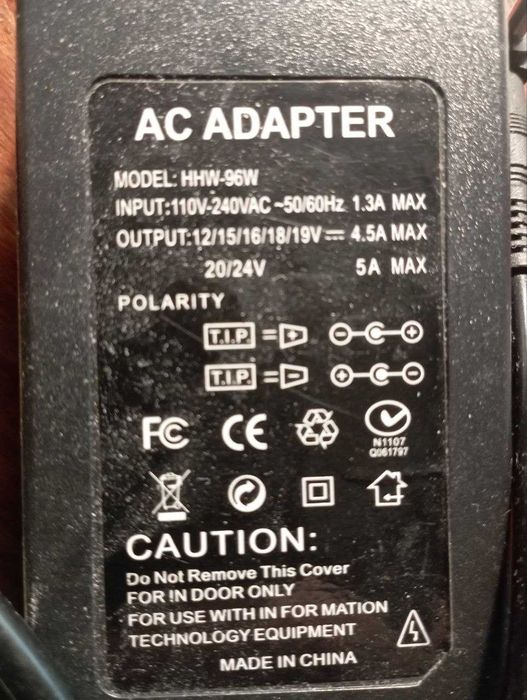 AC ADAPTER
MODEL: HHW-96W
INPUT:110V-240VAC ~50/60Hz 1.3A MAX
OUTPUT:12/15/16/18/19V⎓ 4.5A MAX
20/24V 5A MAX
POLARITY
T.I.P. =
T.I.P. =
FC CE
N1107
Q061797
CAUTION:
Do Not Remove This Cover
FOR IN DOOR ONLY
FOR USE WITH IN FOR MATION
TECHNOLOGY EQUIPMENT
MADE IN CHINA